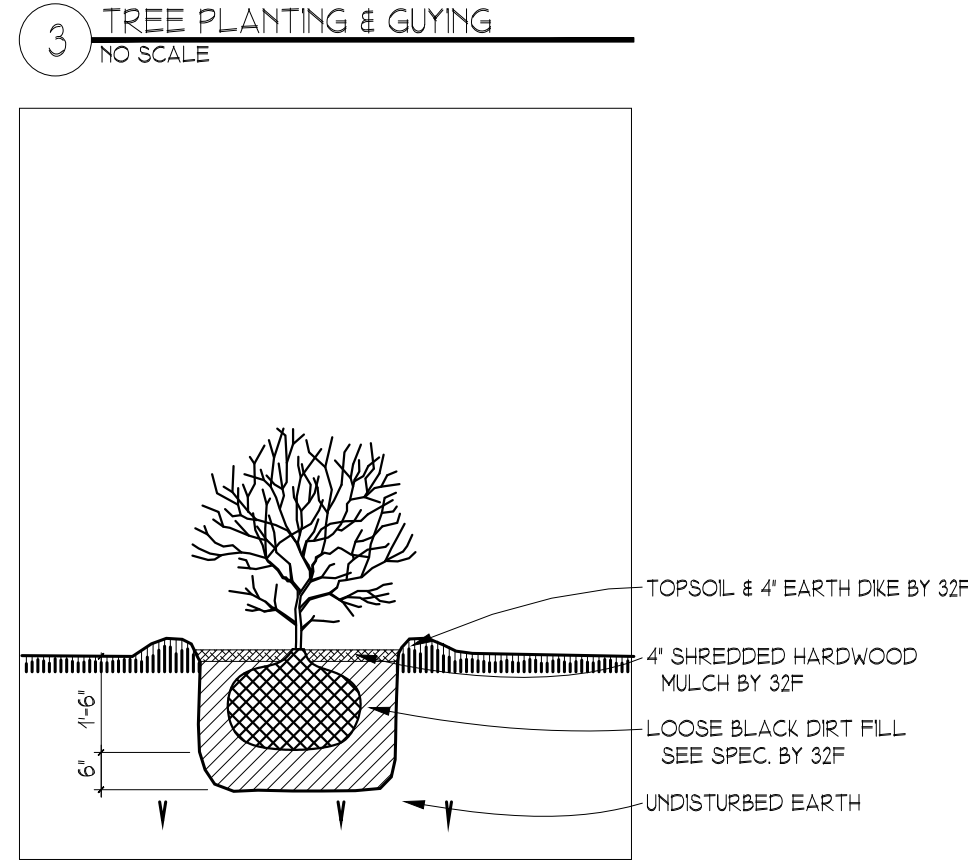 3
TREE PLANTING & GUYING
NO SCALE
TOPSOIL & 4" EARTH DIKE BY 32F
4" SHREDDED HARDWOOD
MULCH BY 32F
LOOSE BLACK DIRT FILL
SEE SPEC. BY 32F
UNDISTURBED EARTH
1'-6"
6"